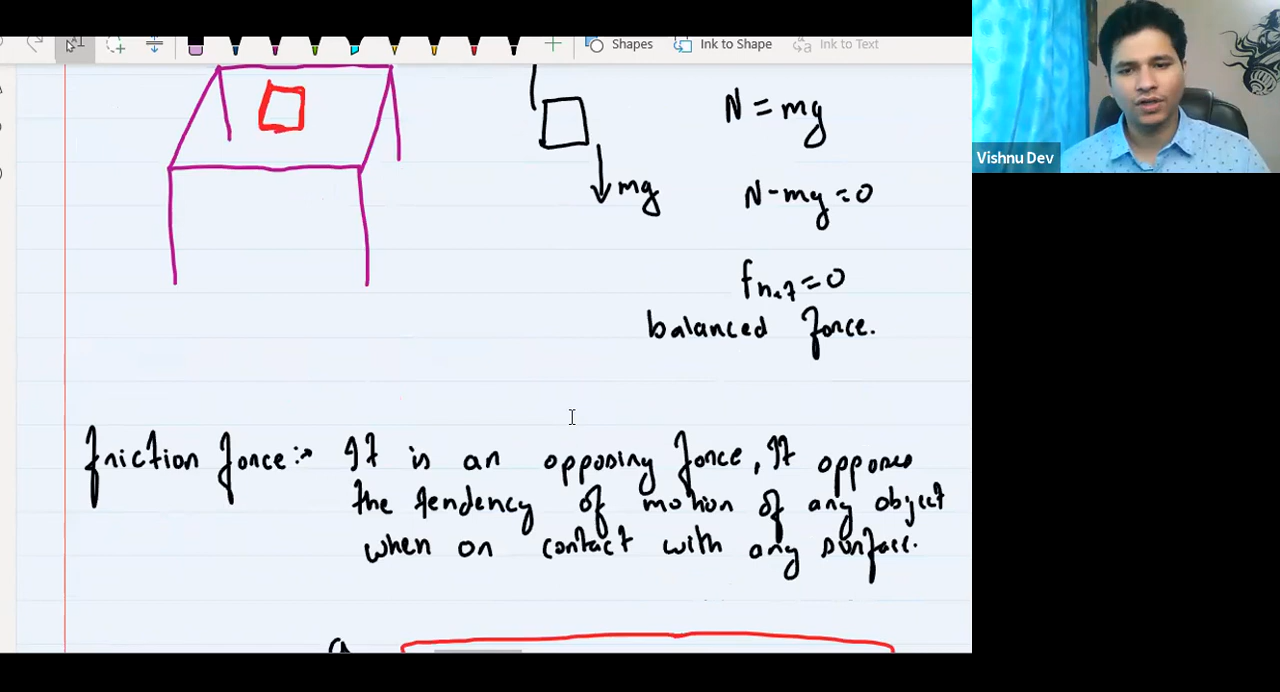 Shapes
Ink to Shape
Ink to Text
Vishnu Dev
N = mg
mg
N - mg = 0
fnet = 0
balanced force.
friction force :→ It is an opposing force, It opposes
the tendency of motion of any object
when on contact with any surface.